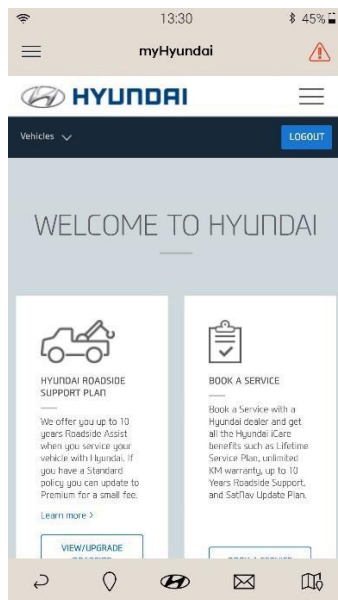 13:30
45%
myHyundai
HYUNDAI
Vehicles
LOGOUT
WELCOME TO HYUNDAI
HYUNDAI ROADSIDE
SUPPORT PLAN
We offer you up to 10
years Roadside Assist
when you service your
vehicle with Hyundai. If
you have a Standard
policy you can update to
Premium for a small fee.
Learn more >
VIEW/UPGRADE
BOOK A SERVICE
Book a Service with a
Hyundai dealer and get
all the Hyundai iCare
benefits such as Lifetime
Service Plan, unlimited
KM warranty, up to 10
Years Roadside Support,
and SatNav Update Plan.